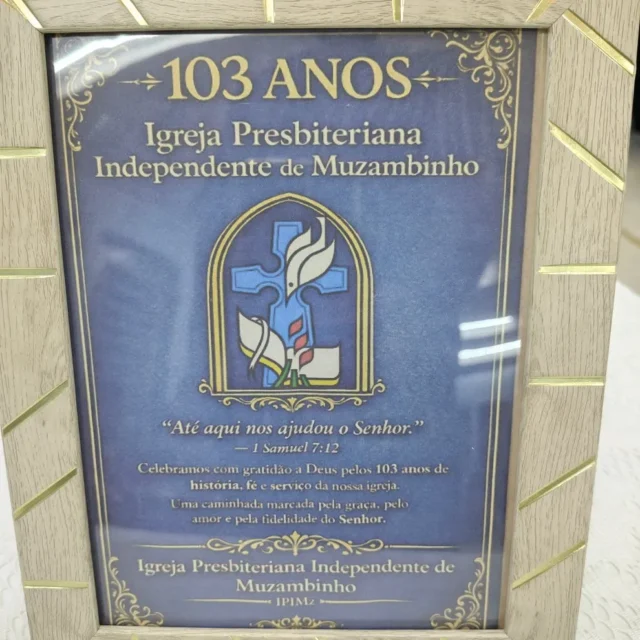 103 ANOS
Igreja Presbiteriana
Independente de Muzambinho
“Até aqui nos ajudou o Senhor.”
— 1 Samuel 7:12
Celebramos com gratidão a Deus pelos 103 anos de
história, fé e serviço da nossa igreja.
Uma caminhada marcada pela graça, pelo
amor e pela fidelidade do Senhor.
Igreja Presbiteriana Independente de
Muzambinho
IPIMz